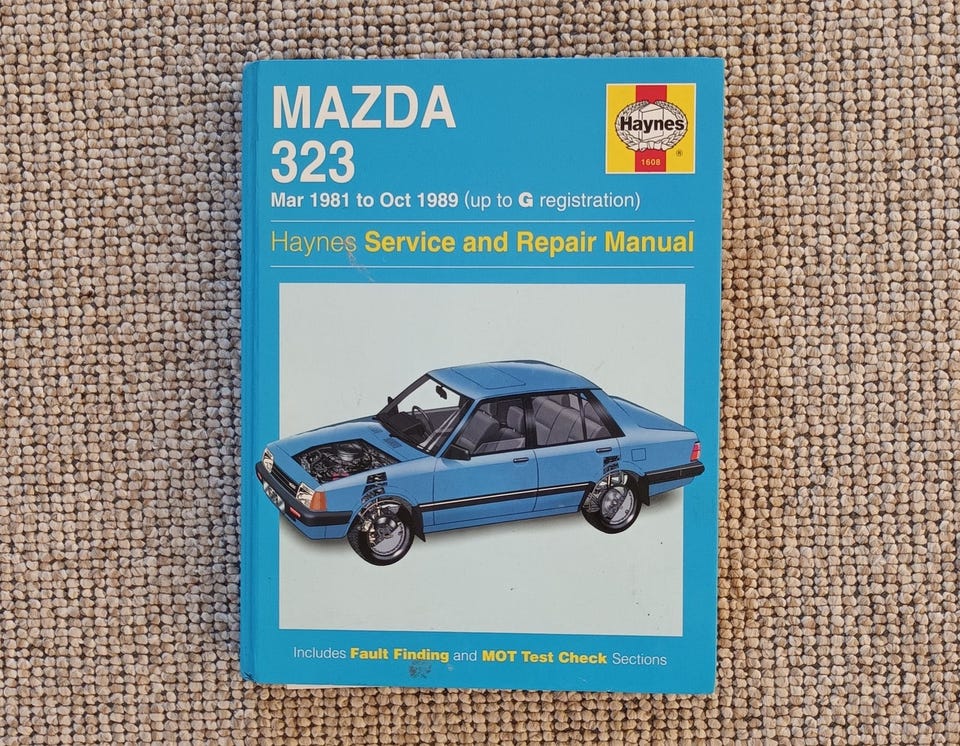 MAZDA
323
Mar 1981 to Oct 1989 (up to G registration)
Haynes
®
1608
Haynes Service and Repair Manual
Includes Fault Finding and MOT Test Check Sections